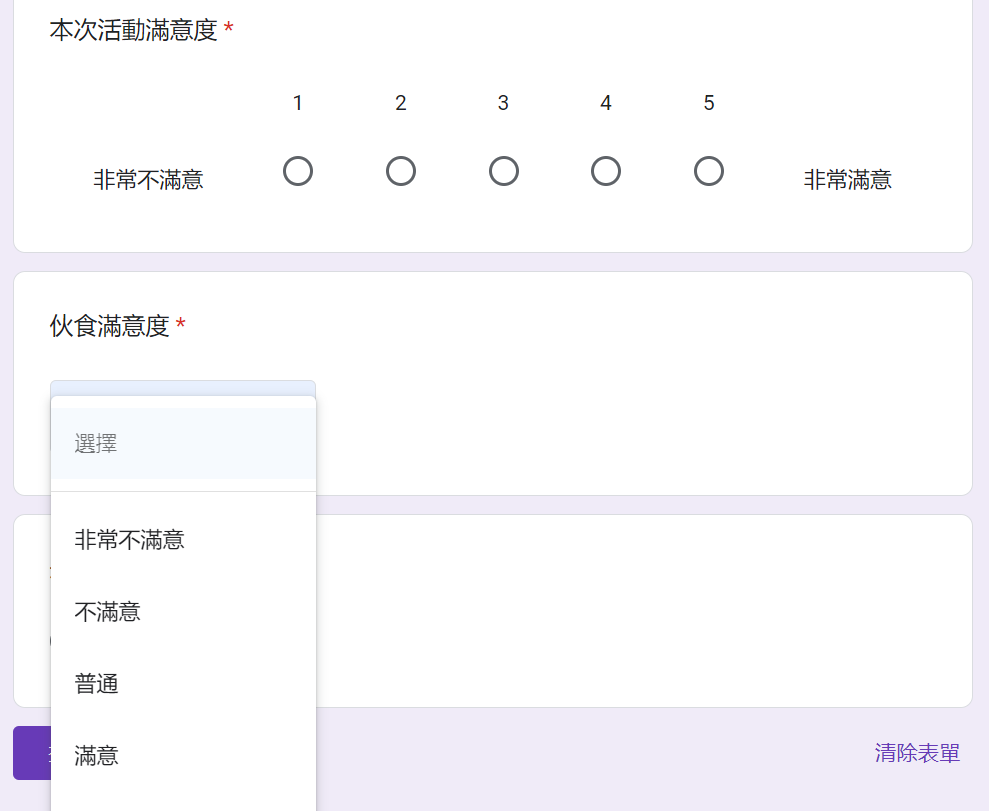 本次活動滿意度 *
1 2 3 4 5
非常不滿意 非常滿意
伙食滿意度 *
選擇
非常不滿意
不滿意
普通
滿意
清除表單